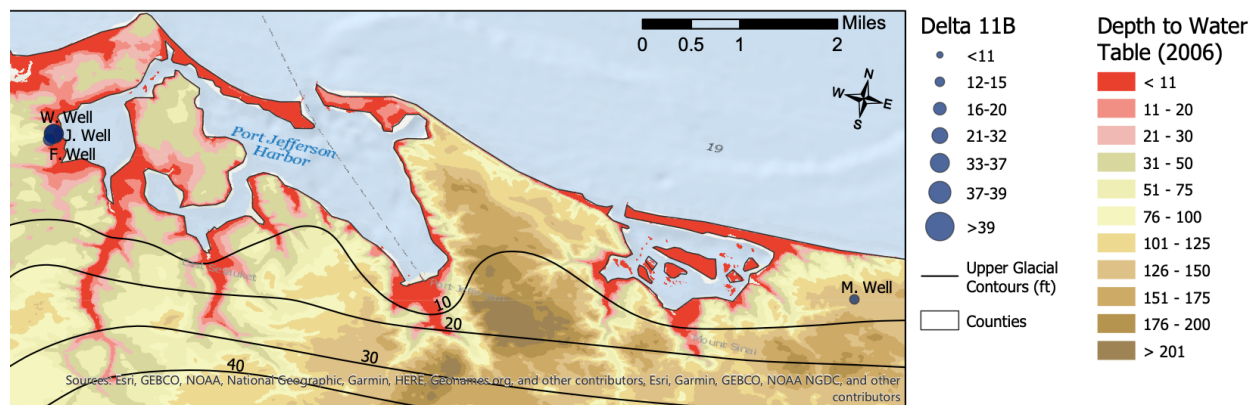 Miles
0 0.5 1 2
N
W
E
S
W. Well
J. Well
F. Well
Port Jefferson
Harbor
19
M. Well
10
20
30
40
Mount Sinai
Sources: Esri, GEBCO, NOAA, National Geographic, Garmin, HERE, Geonames.org, and other contributors, Esri, Garmin, GEBCO, NOAA NGDC, and other
contributors
Delta 11B
<11
12-15
16-20
21-32
33-37
37-39
>39
Upper Glacial
Contours (ft)
Counties
Depth to Water
Table (2006)
< 11
11 - 20
21 - 30
31 - 50
51 - 75
76 - 100
101 - 125
126 - 150
151 - 175
176 - 200
> 201